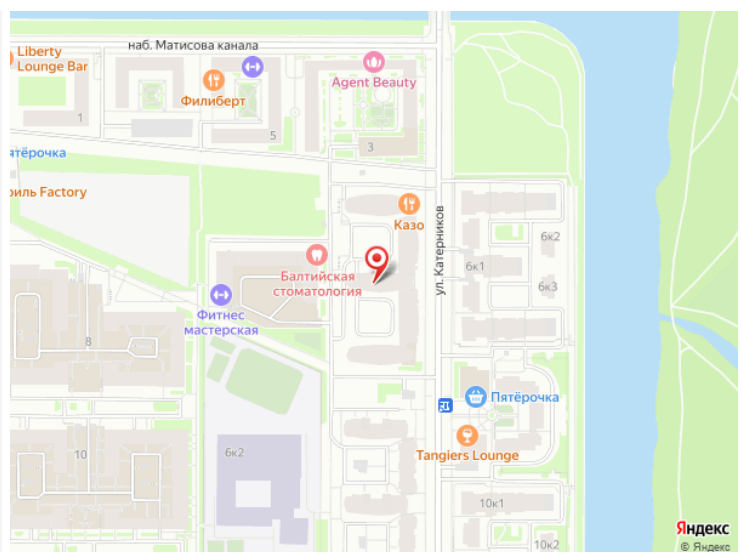 наб. Матисова канала
Liberty
Lounge Bar
Agent Beauty
Филиберт
1
5
3
ятёрочка
риль Factory
Казо
ул. Катерников
6к2
6к1
6к3
Балтийская
стоматология
Фитнес
мастерская
8
Пятёрочка
Tangiers Lounge
10
6к2
10к1
10к2
Яндекс
© Яндекс